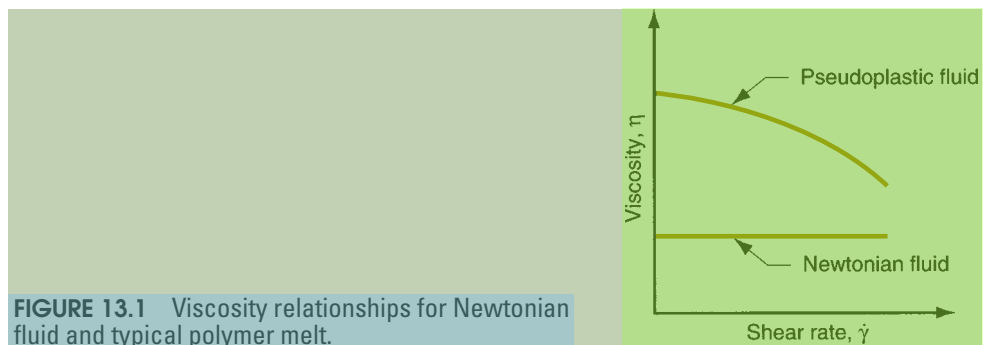 Pseudoplastic fluid
Viscosity, η
Newtonian fluid
Shear rate, γ̇
FIGURE 13.1 Viscosity relationships for Newtonian
fluid and typical polymer melt.